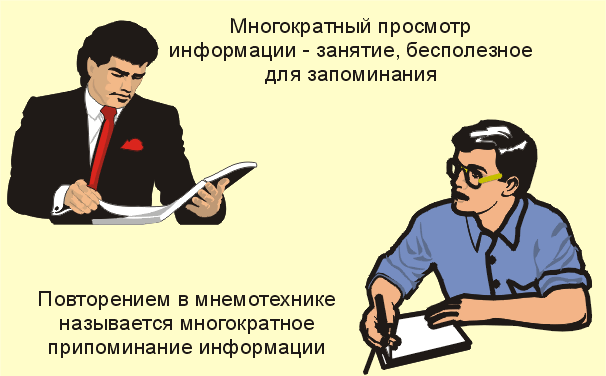 Многократный просмотр
информации - занятие, бесполезное
для запоминания
Повторением в мнемотехнике
называется многократное
припоминание информации